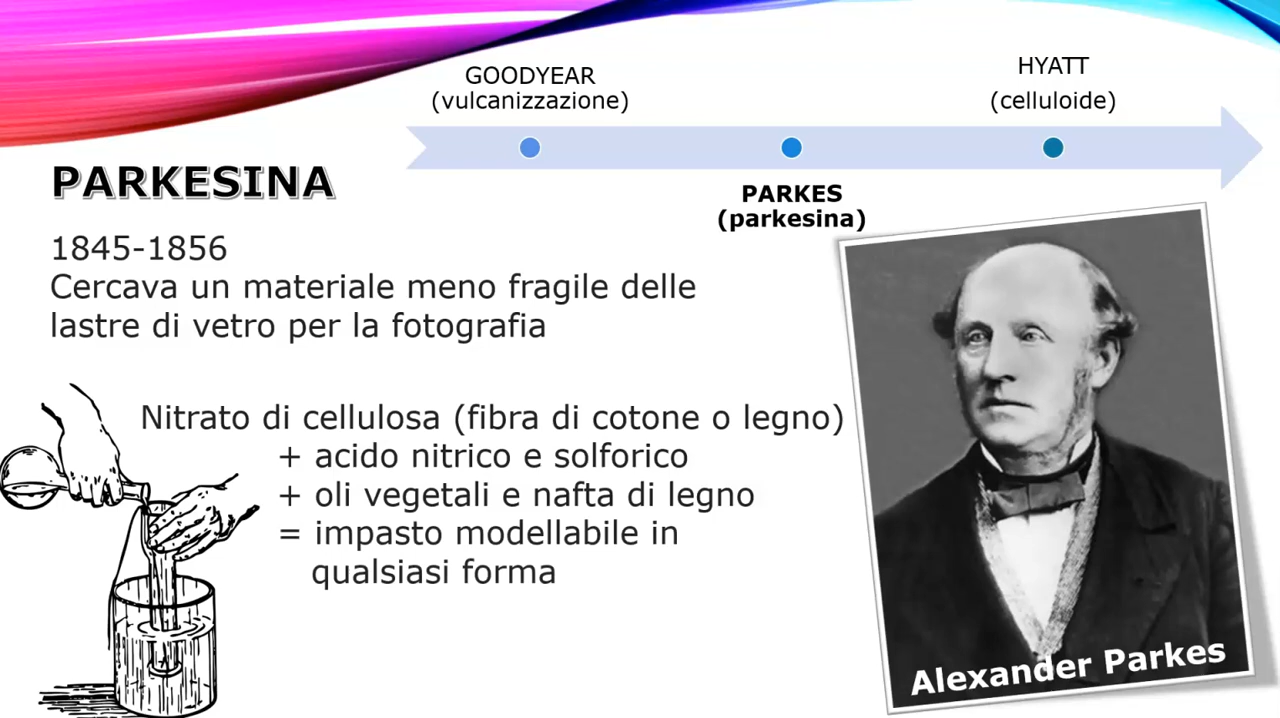 GOODYEAR
(vulcanizzazione)
HYATT
(celluloide)
PARKES
(parkesina)
PARKESINA
1845-1856
Cercava un materiale meno fragile delle
lastre di vetro per la fotografia
Nitrato di cellulosa (fibra di cotone o legno)
+ acido nitrico e solforico
+ oli vegetali e nafta di legno
= impasto modellabile in
qualsiasi forma
Alexander Parkes